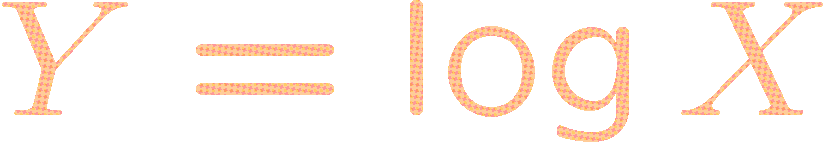 Y = log X